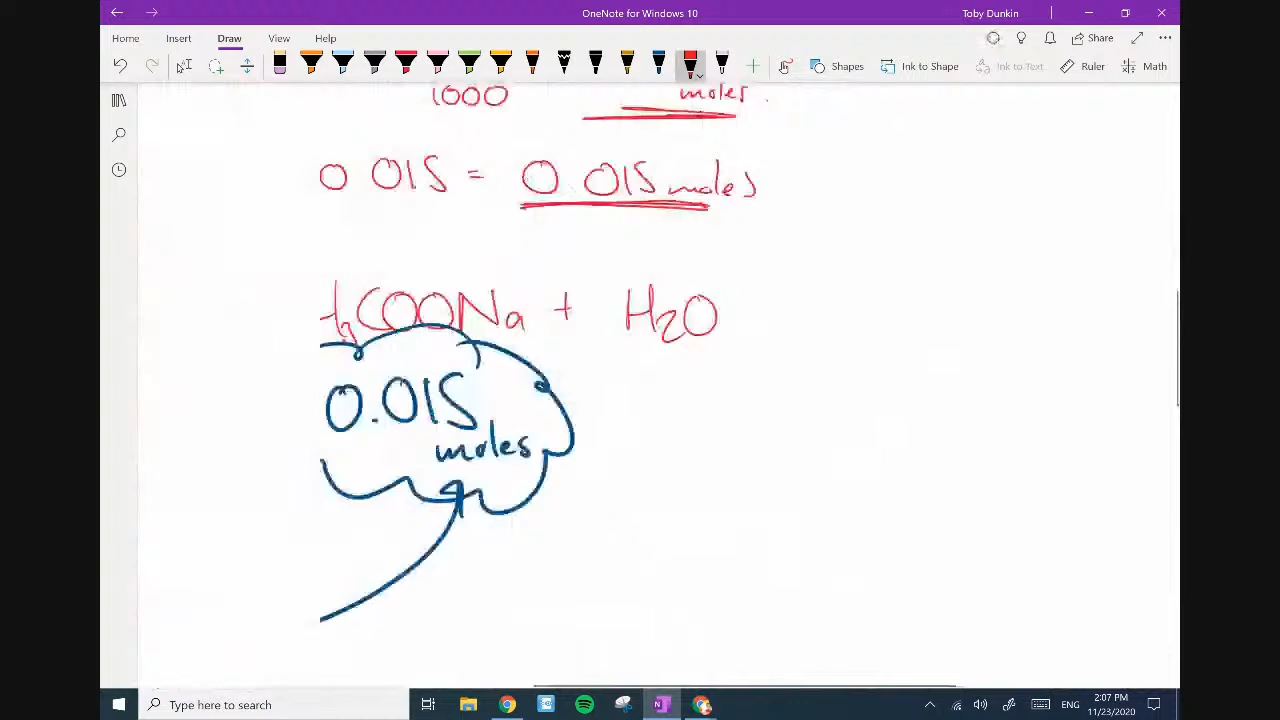 OneNote for Windows 10
Toby Dunkin
Home Insert Draw View Help
Share
Shapes Ink to Shape Ink to Text Ruler Math
1000 moles.
0 015 = 0.015 moles
H3COONa + H2O
0.015
moles
Type here to search
ENG
2:07 PM
11/23/2020